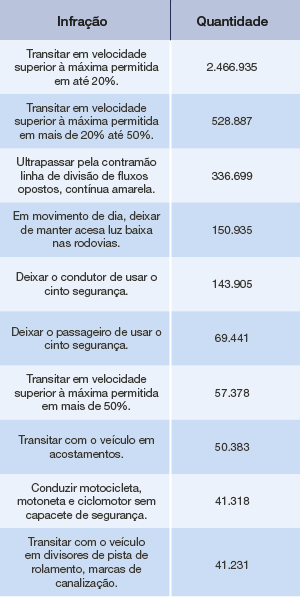 Infração Quantidade
Transitar em velocidade
superior à máxima permitida
em até 20%.
2.466.935
Transitar em velocidade
superior à máxima permitida
em mais de 20% até 50%.
528.887
Ultrapassar pela contramão
linha de divisão de fluxos
opostos, contínua amarela.
336.699
Em movimento de dia, deixar
de manter acesa luz baixa
nas rodovias.
150.935
Deixar o condutor de usar o
cinto segurança.
143.905
Deixar o passageiro de usar o
cinto segurança.
69.441
Transitar em velocidade
superior à máxima permitida
em mais de 50%.
57.378
Transitar com o veículo em
acostamentos.
50.383
Conduzir motocicleta,
motoneta e ciclomotor sem
capacete de segurança.
41.318
Transitar com o veículo
em divisores de pista de
rolamento, marcas de
canalização.
41.231